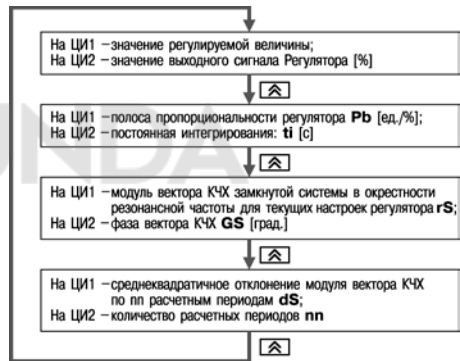 На ЦИ1 –значение регулируемой величины;
На ЦИ2 –значение выходного сигнала Регулятора [%]
На ЦИ1 –полоса пропорциональности регулятора Pb [ед./%];
На ЦИ2 –постоянная интегрирования: ti [с]
На ЦИ1 –модуль вектора КЧХ замкнутой системы в окрестности
резонансной частоты для текущих настроек регулятора rS;
На ЦИ2 –фаза вектора КЧХ GS [град.]
На ЦИ1 –среднеквадратичное отклонение модуля вектора КЧХ
по nn расчетным периодам dS;
На ЦИ2 –количество расчетных периодов nn